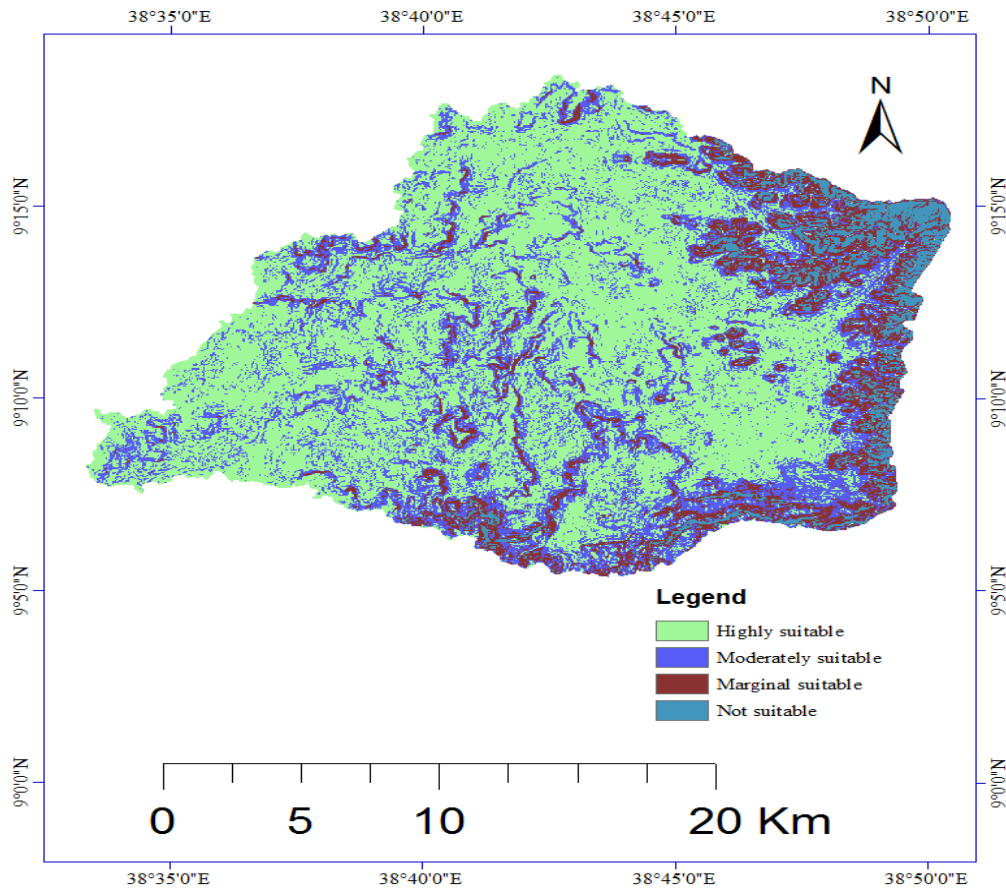 38°35'0"E 38°40'0"E 38°45'0"E 38°50'0"E
N
9°15'0"N 9°15'0"N
9°10'0"N 9°10'0"N
9°5'0"N 9°5'0"N
Legend
Highly suitable
Moderately suitable
Marginal suitable
Not suitable
9°0'0"N 9°0'0"N
0 5 10 20 Km
38°35'0"E 38°40'0"E 38°45'0"E 38°50'0"E